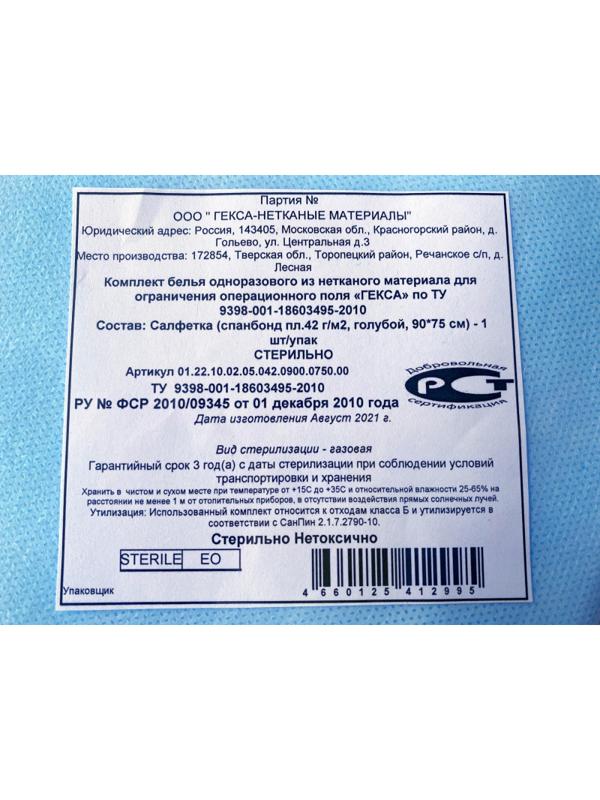 Партия №
ООО " ГЕКСА-НЕТКАНЫЕ МАТЕРИАЛЫ"
Юридический адрес: Россия, 143405, Московская обл., Красногорский район, д.
Гольево, ул. Центральная д.3
Место производства: 172854, Тверская обл., Торопецкий район, Речанское с/п, д.
Лесная
Комплект белья одноразового из нетканого материала для
ограничения операционного поля «ГЕКСА» по ТУ
9398-001-18603495-2010
Состав: Салфетка (спанбонд пл.42 г/м2, голубой, 90*75 см) - 1
шт/упак
СТЕРИЛЬНО
Артикул 01.22.10.02.05.042.0900.0750.00
ТУ 9398-001-18603495-2010
РУ № ФСР 2010/09345 от 01 декабря 2010 года
Дата изготовления Август 2021 г.
Добровольная
РСТ
сертификация
Вид стерилизации - газовая
Гарантийный срок 3 год(а) с даты стерилизации при соблюдении условий
транспортировки и хранения
Хранить в чистом и сухом месте при температуре от +15С до +35С и относительной влажности 25-65% на
расстоянии не менее 1 м от отопительных приборов, в отсутствии воздействия прямых солнечных лучей.
Утилизация: Использованный комплект относится к отходам класса Б и утилизируется в
соответствии с СанПин 2.1.7.2790-10.
Стерильно Нетоксично
STERILE EO
4660125412995
Упаковщик